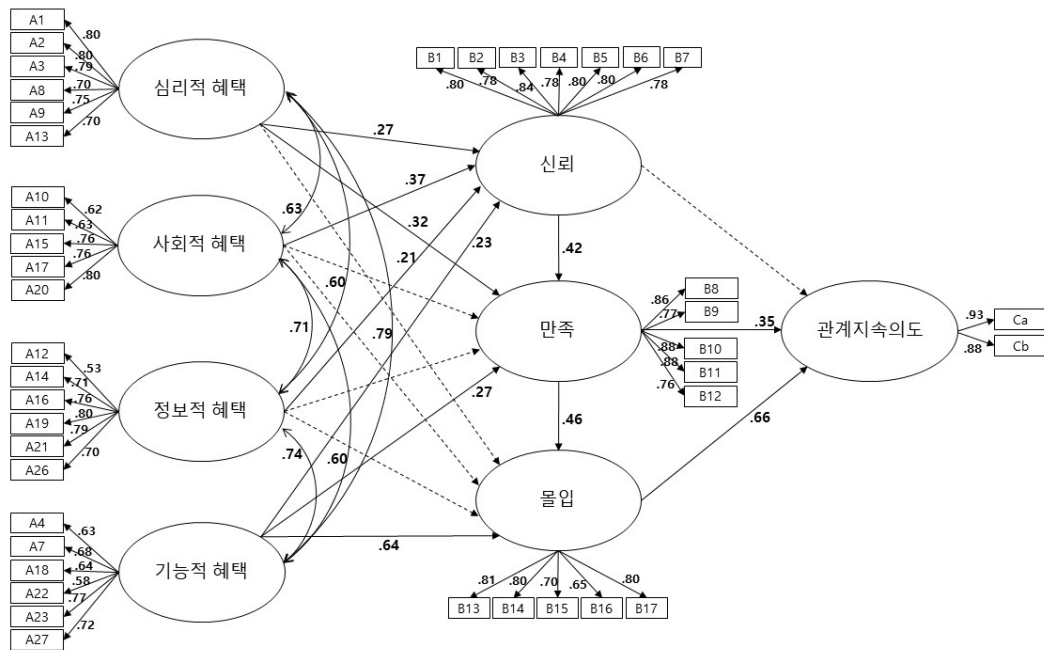 A1
A2
A3
A8
A9
A13
.80
.80
.79
.70
.75
.70
심리적 혜택
A10
A11
A15
A17
A20
.62
.63
.76
.76
.80
사회적 혜택
A12
A14
A16
A19
A21
A26
.53
.71
.76
.80
.79
.70
정보적 혜택
A4
A7
A18
A22
A23
A27
.63
.68
.64
.58
.77
.72
기능적 혜택
.63
.60
.71
.79
.74
.60
.27
.37
.32
.21
.23
.27
.64
B1 B2 B3 B4 B5 B6 B7
.80 .78 .84 .78 .80 .80 .78
신뢰
.42
만족
.86
.77
.88
.88
.76
B8
B9
B10
B11
B12
.35
.46
몰입
.66
.81 .80 .70 .65 .80
B13 B14 B15 B16 B17
관계지속의도
.93
.88
Ca
Cb